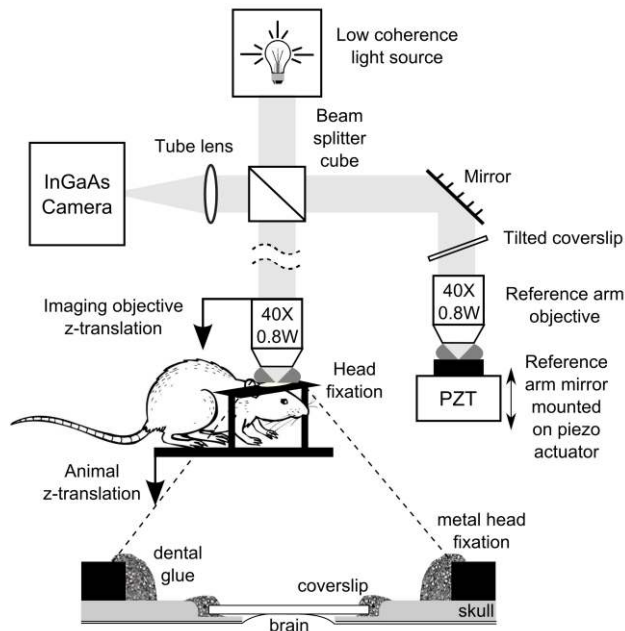 Low coherence
light source
Beam
splitter
cube
Tube lens
InGaAs
Camera
Mirror
Tilted coverslip
Imaging objective
z-translation
40X
0.8W
40X
0.8W
Reference arm
objective
Head
fixation
PZT
Reference
arm mirror
mounted
on piezo
actuator
Animal
z-translation
metal head
fixation
dental
glue
coverslip
skull
brain